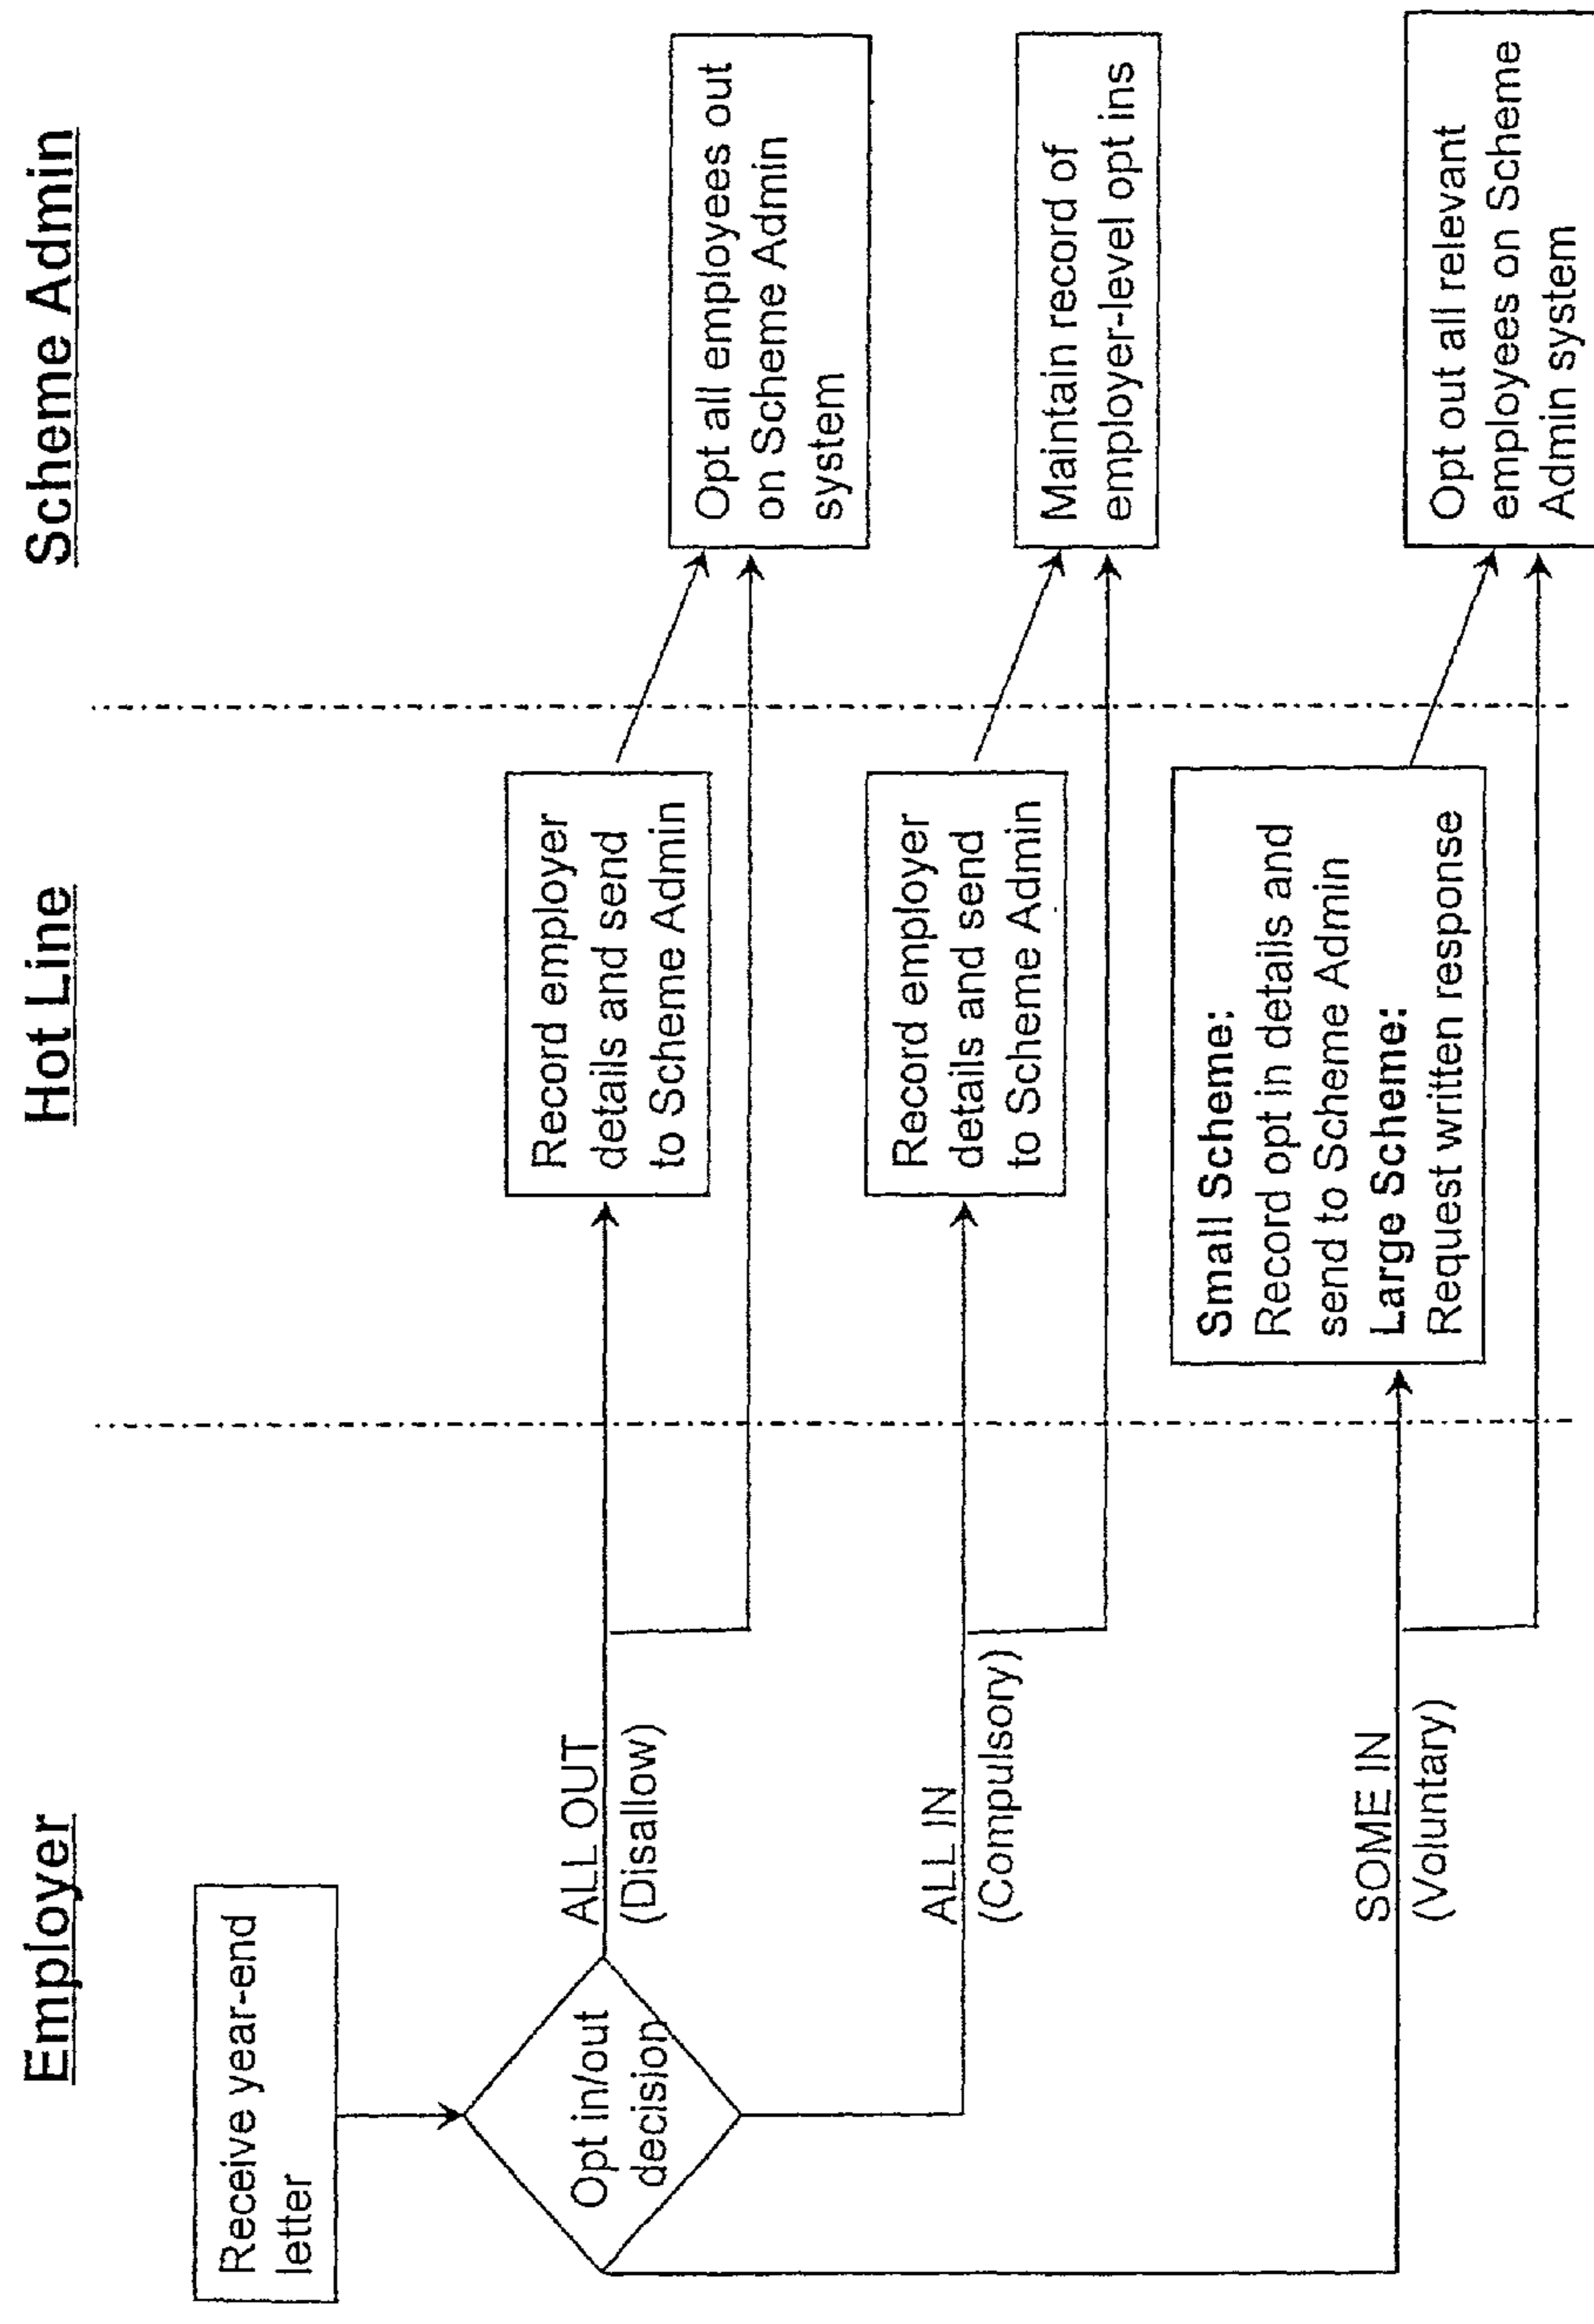 Employer
Hot Line
Scheme Admin
Receive year-end
letter
Opt in/out
decision
ALL OUT
(Disallow)
Record employer
details and send
to Scheme Admin
Opt all employees out
on Scheme Admin
system
ALL IN
(Compulsory)
Record employer
details and send
to Scheme Admin
Maintain record of
employer-level opt ins
SOME IN
(Voluntary)
Small Scheme:
Record opt in details and
send to Scheme Admin
Large Scheme:
Request written response
Opt out all relevant
employees on Scheme
Admin system